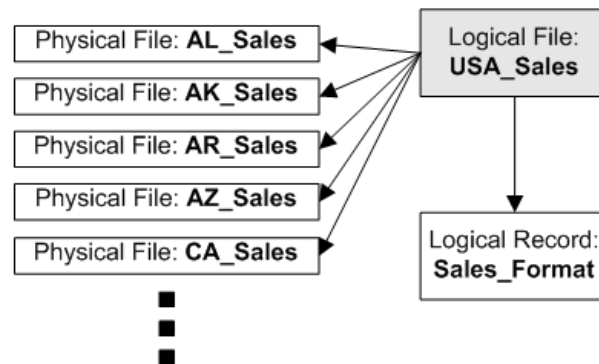 Physical File: AL_Sales
Physical File: AK_Sales
Physical File: AR_Sales
Physical File: AZ_Sales
Physical File: CA_Sales
Logical File:
USA_Sales
Logical Record:
Sales_Format